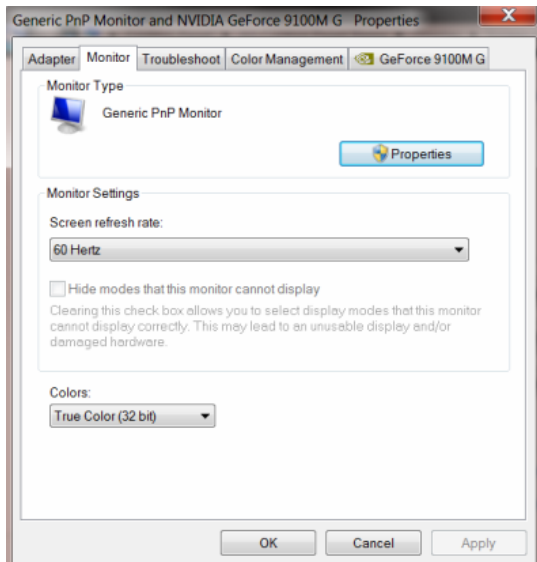 Generic PnP Monitor and NVIDIA GeForce 9100M G Properties
Adapter Monitor Troubleshoot Color Management GeForce 9100M G
Monitor Type
Generic PnP Monitor
Properties
Monitor Settings
Screen refresh rate:
60 Hertz
Hide modes that this monitor cannot display
Clearing this check box allows you to select display modes that this monitor
cannot display correctly. This may lead to an unusable display and/or
damaged hardware.
Colors:
True Color (32 bit)
OK Cancel Apply